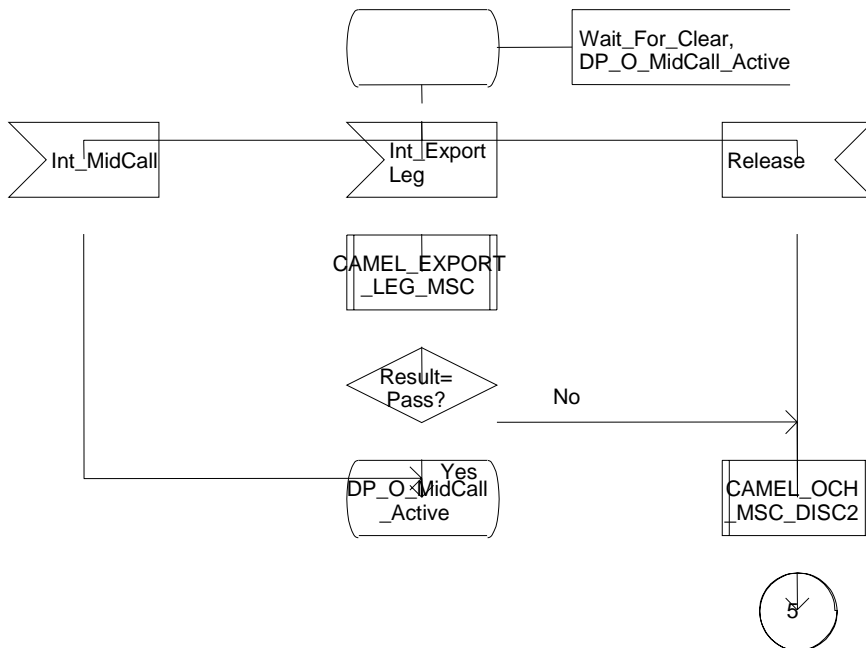 Wait_For_Clear,
DP_O_MidCall_Active
Int_MidCall
Int_Export
Leg
Release
CAMEL_EXPORT
_LEG_MSC
Result=
Pass?
No
Yes
DP_O_MidCall
_Active
CAMEL_OCH
_MSC_DISC2
5